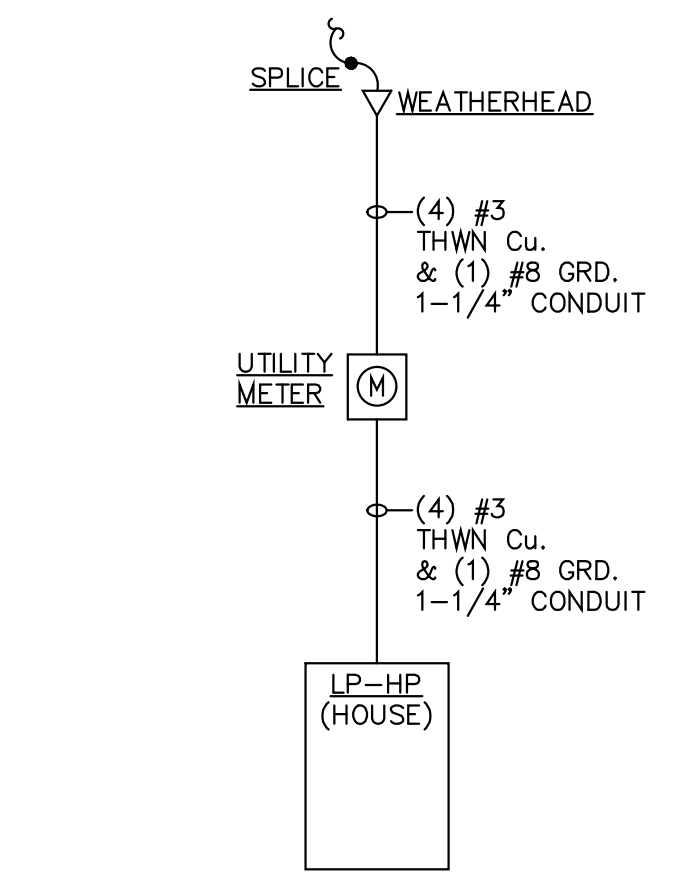 SPLICE
WEATHERHEAD
(4) #3
THWN Cu.
& (1) #8 GRD.
1-1/4" CONDUIT
UTILITY
METER
M
(4) #3
THWN Cu.
& (1) #8 GRD.
1-1/4" CONDUIT
LP-HP
(HOUSE)